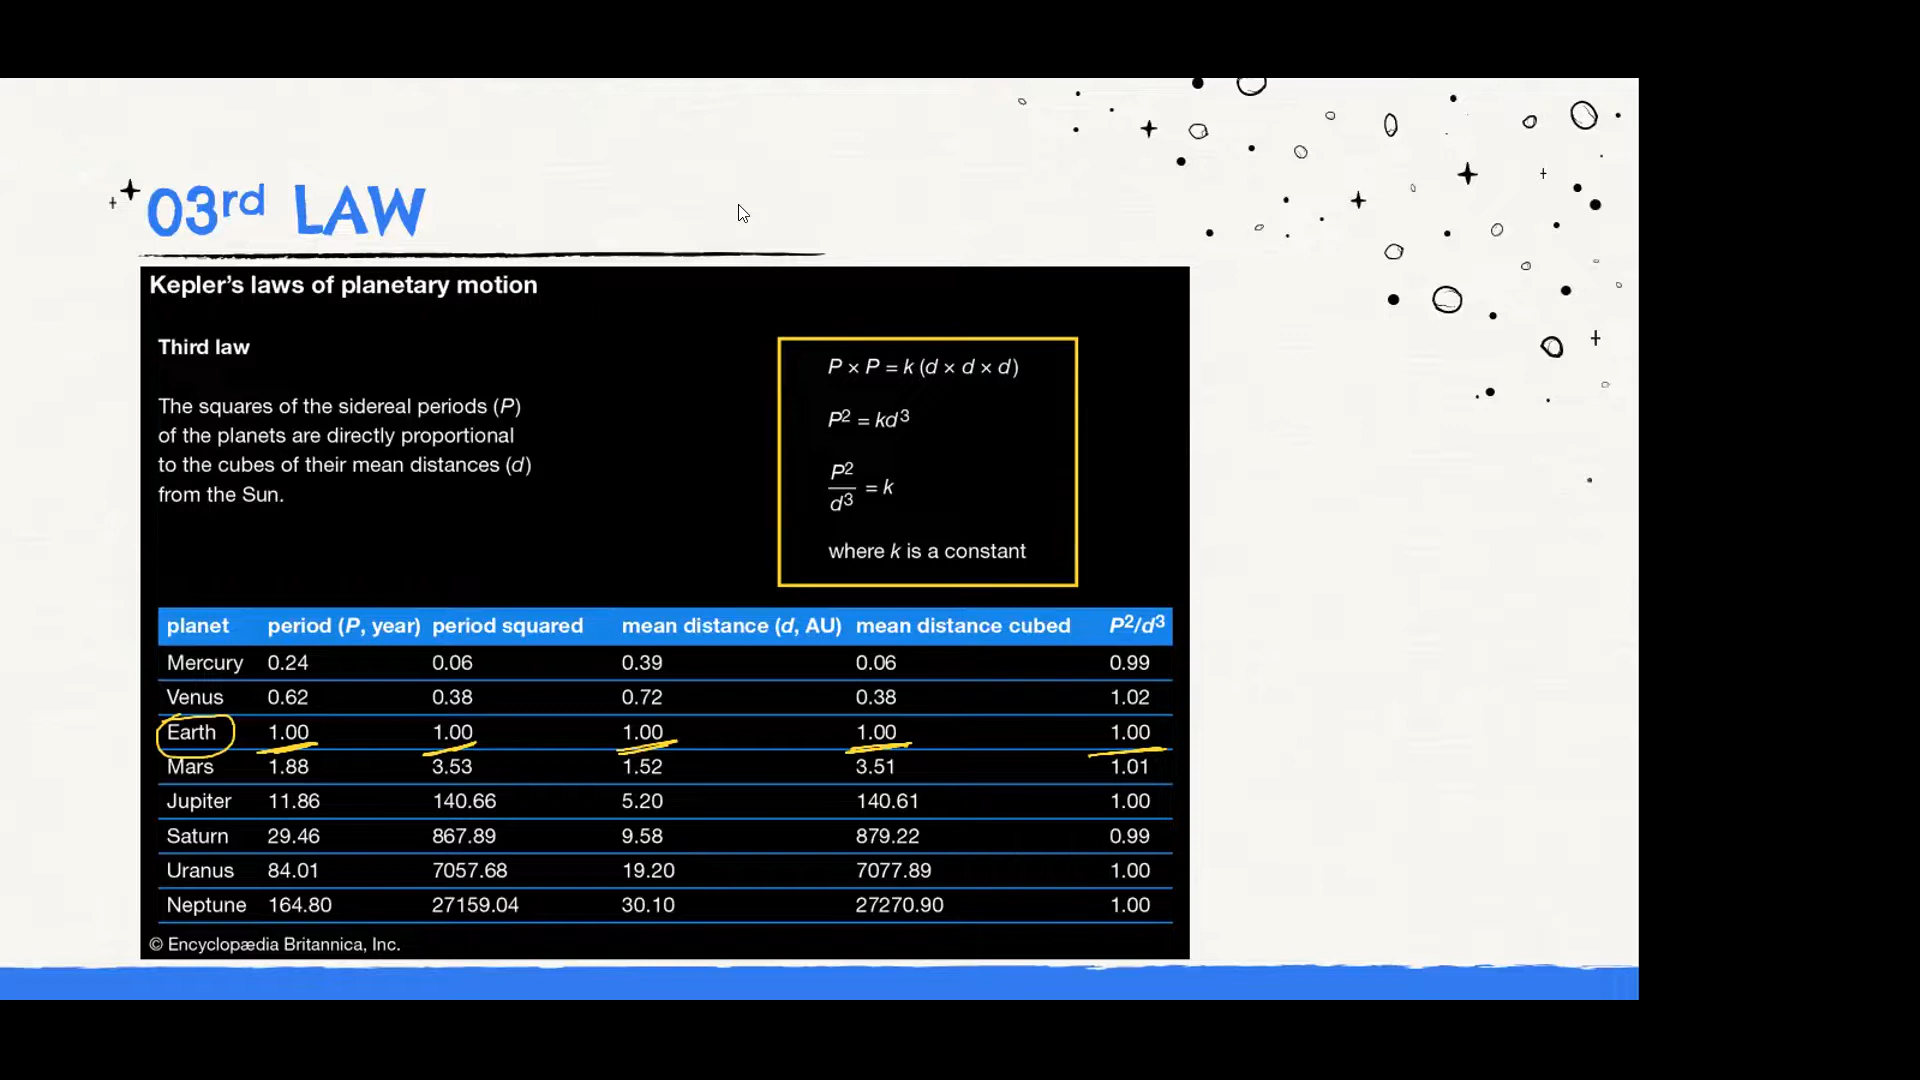 03rd LAW
Kepler's laws of planetary motion
Third law
The squares of the sidereal periods (P)
of the planets are directly proportional
to the cubes of their mean distances (d)
from the Sun.
P × P = k (d × d × d)
P² = kd³
P²/d³ = k
where k is a constant
planet period (P, year) period squared mean distance (d, AU) mean distance cubed P²/d³
Mercury 0.24 0.06 0.39 0.06 0.99
Venus 0.62 0.38 0.72 0.38 1.02
Earth 1.00 1.00 1.00 1.00 1.00
Mars 1.88 3.53 1.52 3.51 1.01
Jupiter 11.86 140.66 5.20 140.61 1.00
Saturn 29.46 867.89 9.58 879.22 0.99
Uranus 84.01 7057.68 19.20 7077.89 1.00
Neptune 164.80 27159.04 30.10 27270.90 1.00
© Encyclopædia Britannica, Inc.